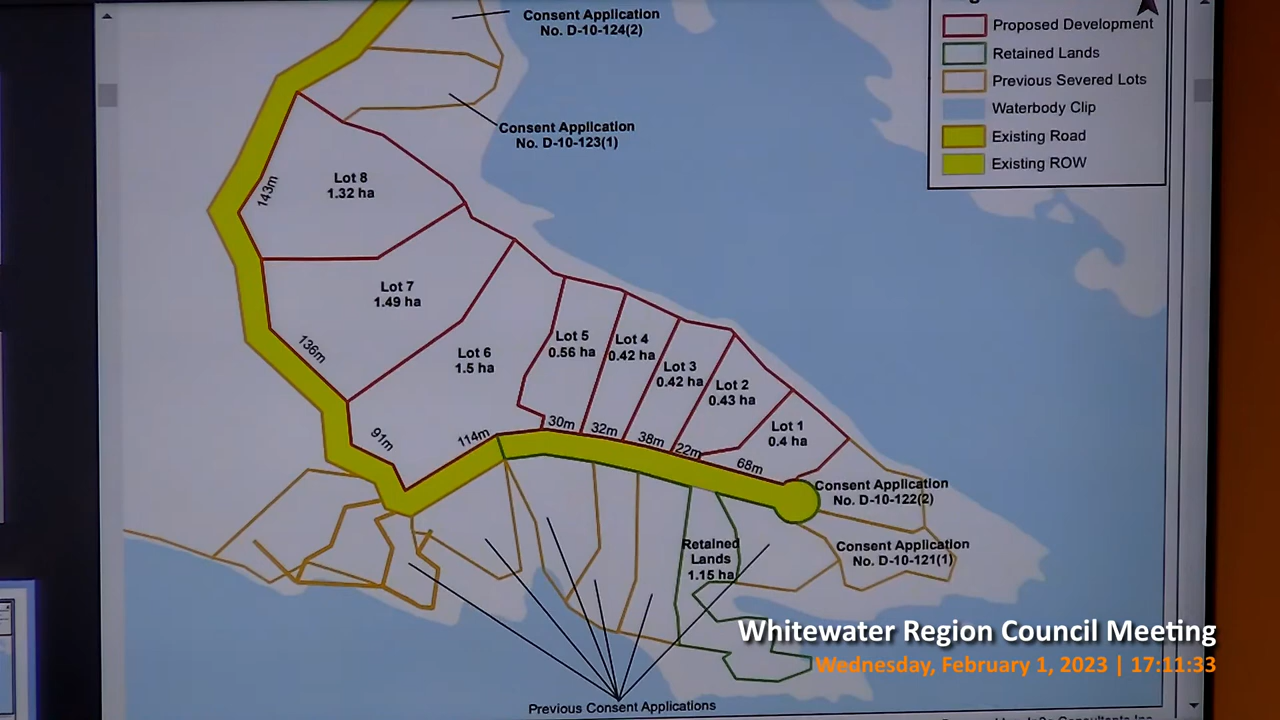 Consent Application
No. D-10-124(2)
Proposed Development
Retained Lands
Previous Severed Lots
Waterbody Clip
Existing Road
Existing ROW
Consent Application
No. D-10-123(1)
Lot 8
1.32 ha
143m
Lot 7
1.49 ha
136m
Lot 6
1.5 ha
Lot 5
0.56 ha
Lot 4
0.42 ha
Lot 3
0.42 ha
Lot 2
0.43 ha
Lot 1
0.4 ha
91m
114m
30m
32m
38m
22m
68m
Consent Application
No. D-10-122(2)
Consent Application
No. D-10-121(1)
Retained
Lands
1.15 ha
Previous Consent Applications
Whitewater Region Council Meeting
Wednesday, February 1, 2023 | 17:11:33